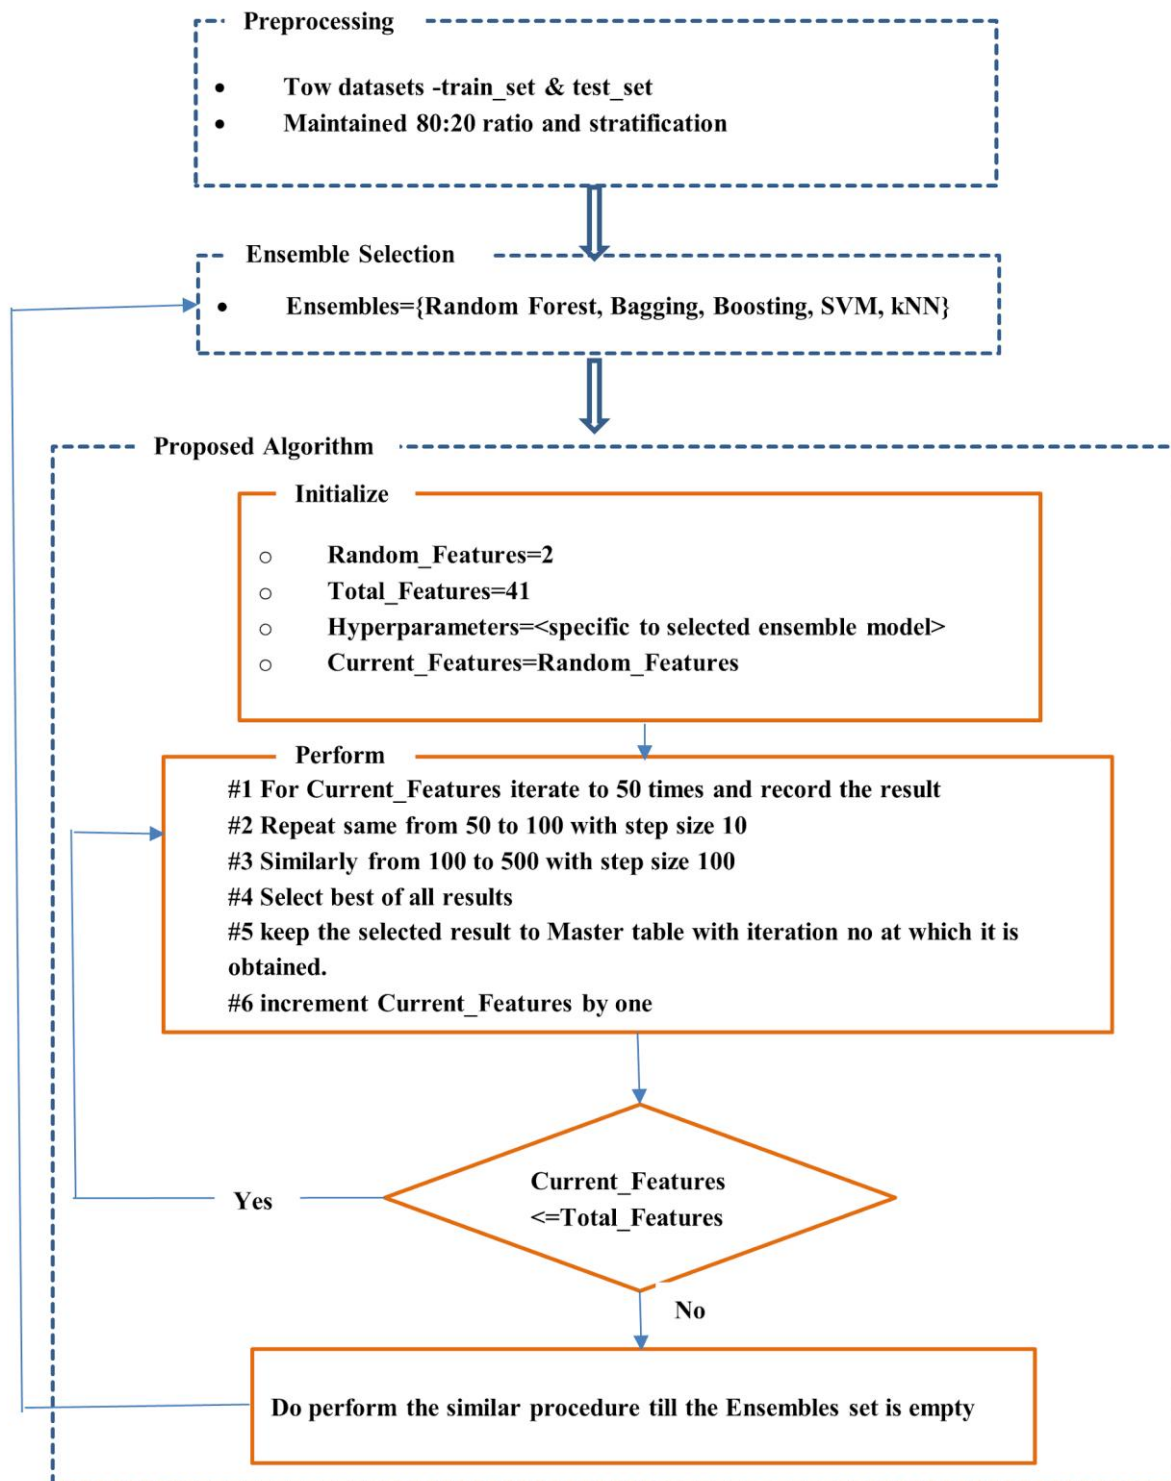 Preprocessing
• Tow datasets -train_set & test_set
• Maintained 80:20 ratio and stratification
Ensemble Selection
• Ensembles={Random Forest, Bagging, Boosting, SVM, kNN}
Proposed Algorithm
Initialize
○ Random_Features=2
○ Total_Features=41
○ Hyperparameters=<specific to selected ensemble model>
○ Current_Features=Random_Features
Perform
#1 For Current_Features iterate to 50 times and record the result
#2 Repeat same from 50 to 100 with step size 10
#3 Similarly from 100 to 500 with step size 100
#4 Select best of all results
#5 keep the selected result to Master table with iteration no at which it is
obtained.
#6 increment Current_Features by one
Current_Features
<=Total_Features
Yes
No
Do perform the similar procedure till the Ensembles set is empty